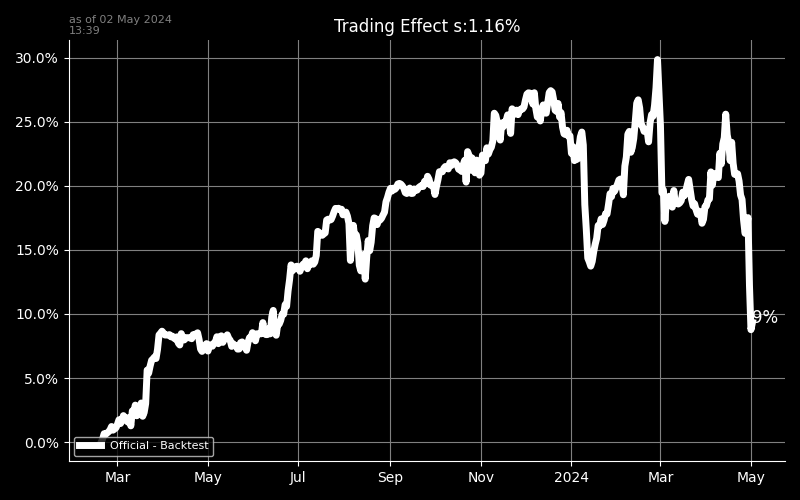 as of 02 May 2024
13:39
Trading Effect s:1.16%
30.0%
25.0%
20.0%
15.0%
10.0%
5.0%
0.0%
9%
Official - Backtest
Mar May Jul Sep Nov 2024 Mar May